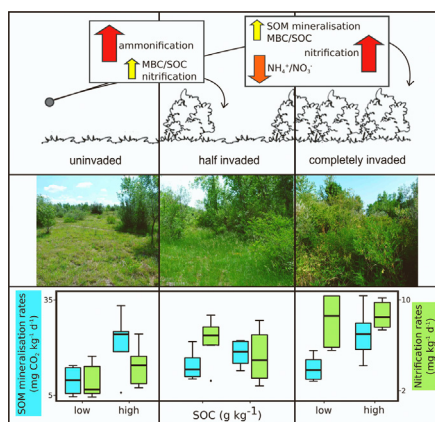 ammonification
MBC/SOC
nitrification
SOM mineralisation
MBC/SOC
nitrification
NH₄⁺/NO₃⁻
uninvaded
half invaded
completely invaded
SOM mineralisation rates
(mg CO₂ kg⁻¹ d⁻¹)
35
5
low
high
SOC (g kg⁻¹)
low
high
10
2
Nitrification rates
(mg kg⁻¹ d⁻¹)